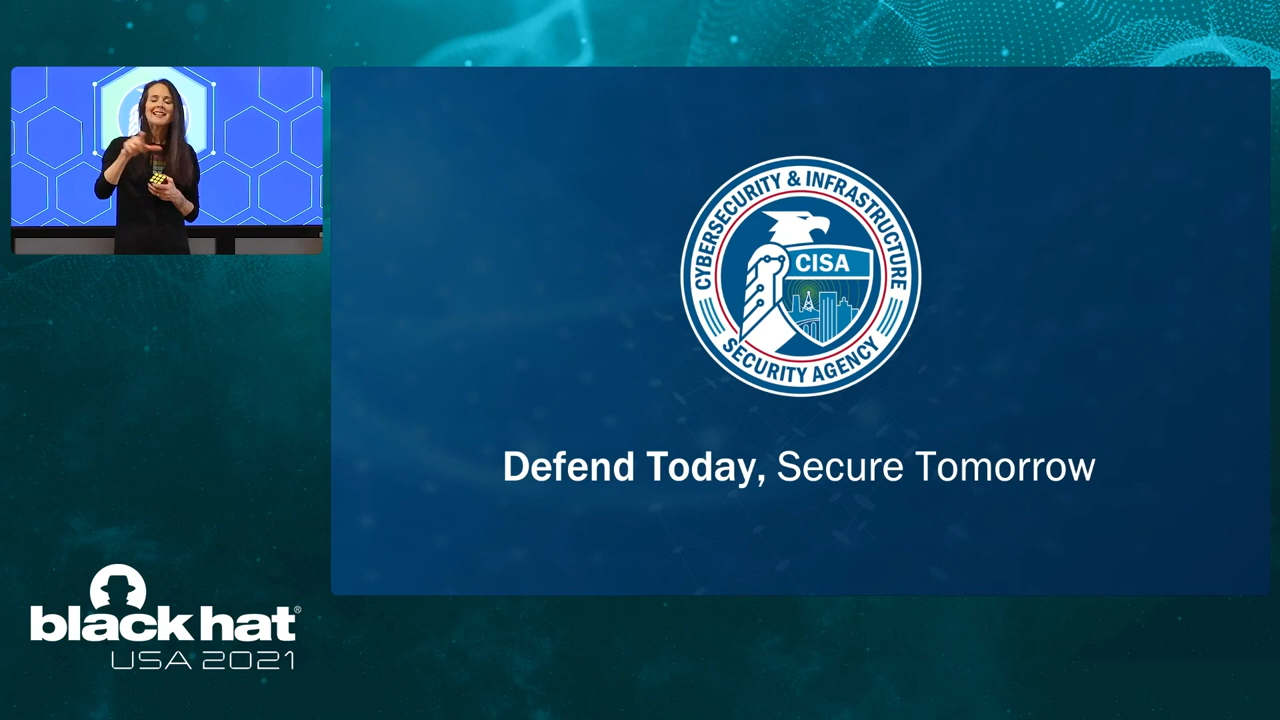 CYBERSECURITY & INFRASTRUCTURE
CISA
SECURITY AGENCY
Defend Today, Secure Tomorrow
black hat®
USA 2021